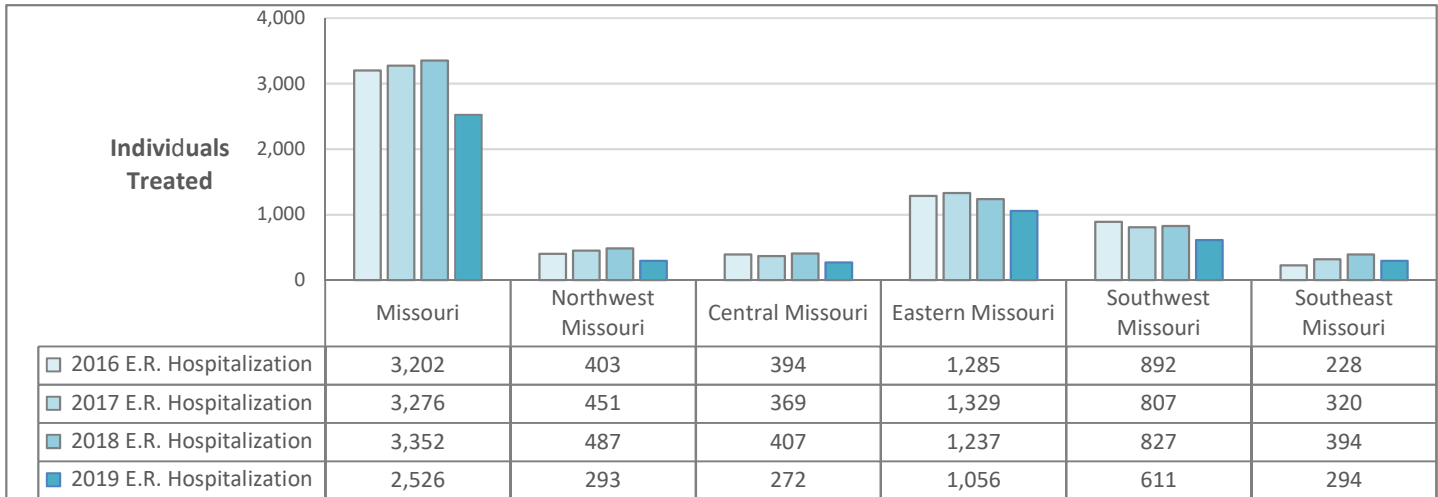 4,000
3,000
Individuals
Treated
2,000
1,000
0
Missouri
Northwest
Missouri
Central Missouri
Eastern Missouri
Southwest
Missouri
Southeast
Missouri
2016 E.R. Hospitalization 3,202 403 394 1,285 892 228
2017 E.R. Hospitalization 3,276 451 369 1,329 807 320
2018 E.R. Hospitalization 3,352 487 407 1,237 827 394
2019 E.R. Hospitalization 2,526 293 272 1,056 611 294